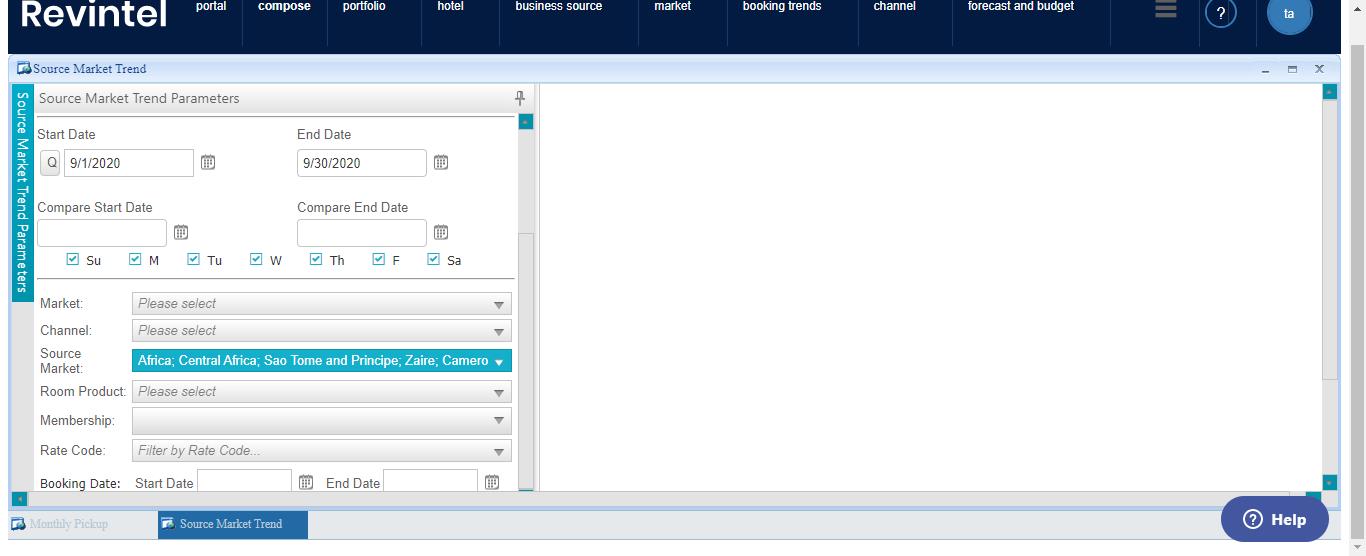 Revintel portal compose portfolio hotel business source market booking trends channel forecast and budget ? ta
Source Market Trend
Source Market Trend Parameters
Source Market Trend Parameters
Start Date End Date
Q 9/1/2020 9/30/2020
Compare Start Date Compare End Date
Su M Tu W Th F Sa
Market: Please select
Channel: Please select
Source
Market: Africa; Central Africa; Sao Tome and Principe; Zaire; Camero
Room Product: Please select
Membership:
Rate Code: Filter by Rate Code...
Booking Date: Start Date End Date
Monthly Pickup Source Market Trend
? Help